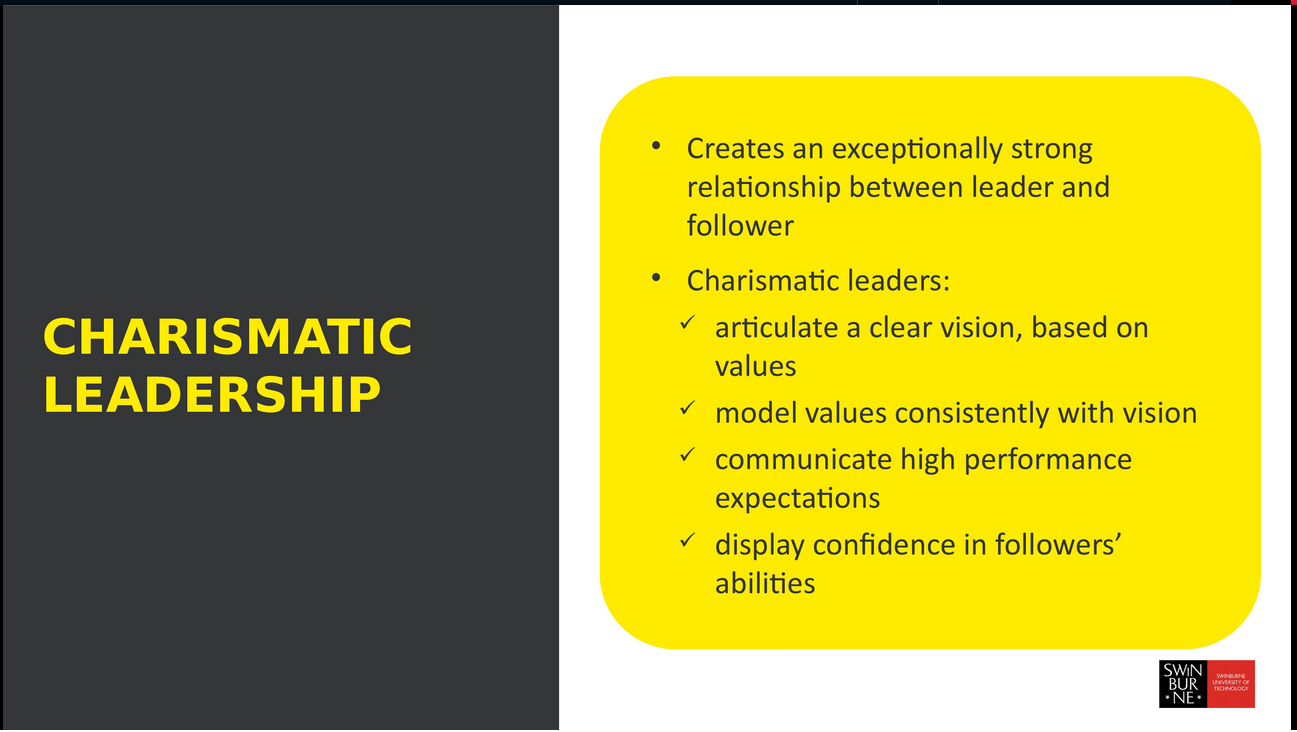 CHARISMATIC
LEADERSHIP
• Creates an exceptionally strong
relationship between leader and
follower
• Charismatic leaders:
✓ articulate a clear vision, based on
values
✓ model values consistently with vision
✓ communicate high performance
expectations
✓ display confidence in followers’
abilities
SWiN
BUR
* NE *
SWINBURNE
UNIVERSITY OF
TECHNOLOGY